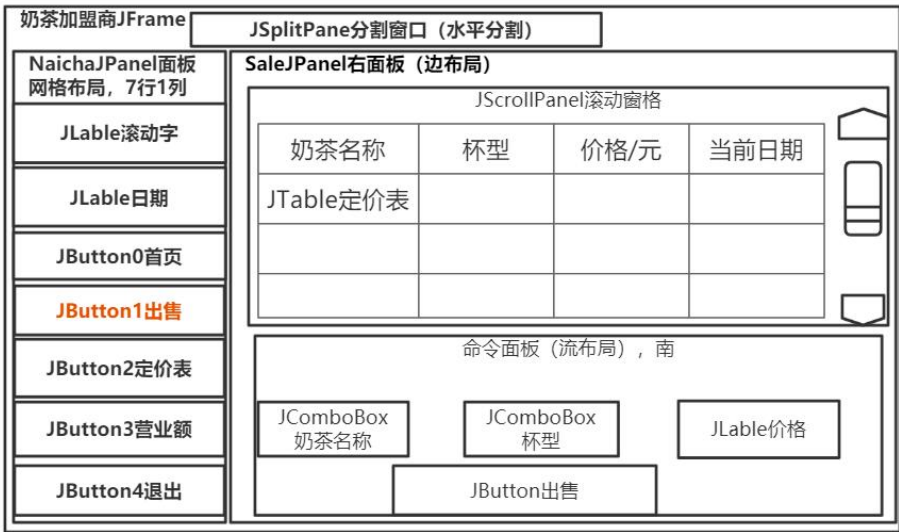 奶茶加盟商JFrame
JSplitPane分割窗口（水平分割）
NaichaJPanel面板
网格布局，7行1列
JLable滚动字
JLable日期
JButton0首页
JButton1出售
JButton2定价表
JButton3营业额
JButton4退出
SaleJPanel右面板（边布局）
JScrollPanel滚动窗格
奶茶名称 杯型 价格/元 当前日期
JTable定价表
命令面板（流布局），南
JComboBox
奶茶名称
JComboBox
杯型
JLable价格
JButton出售